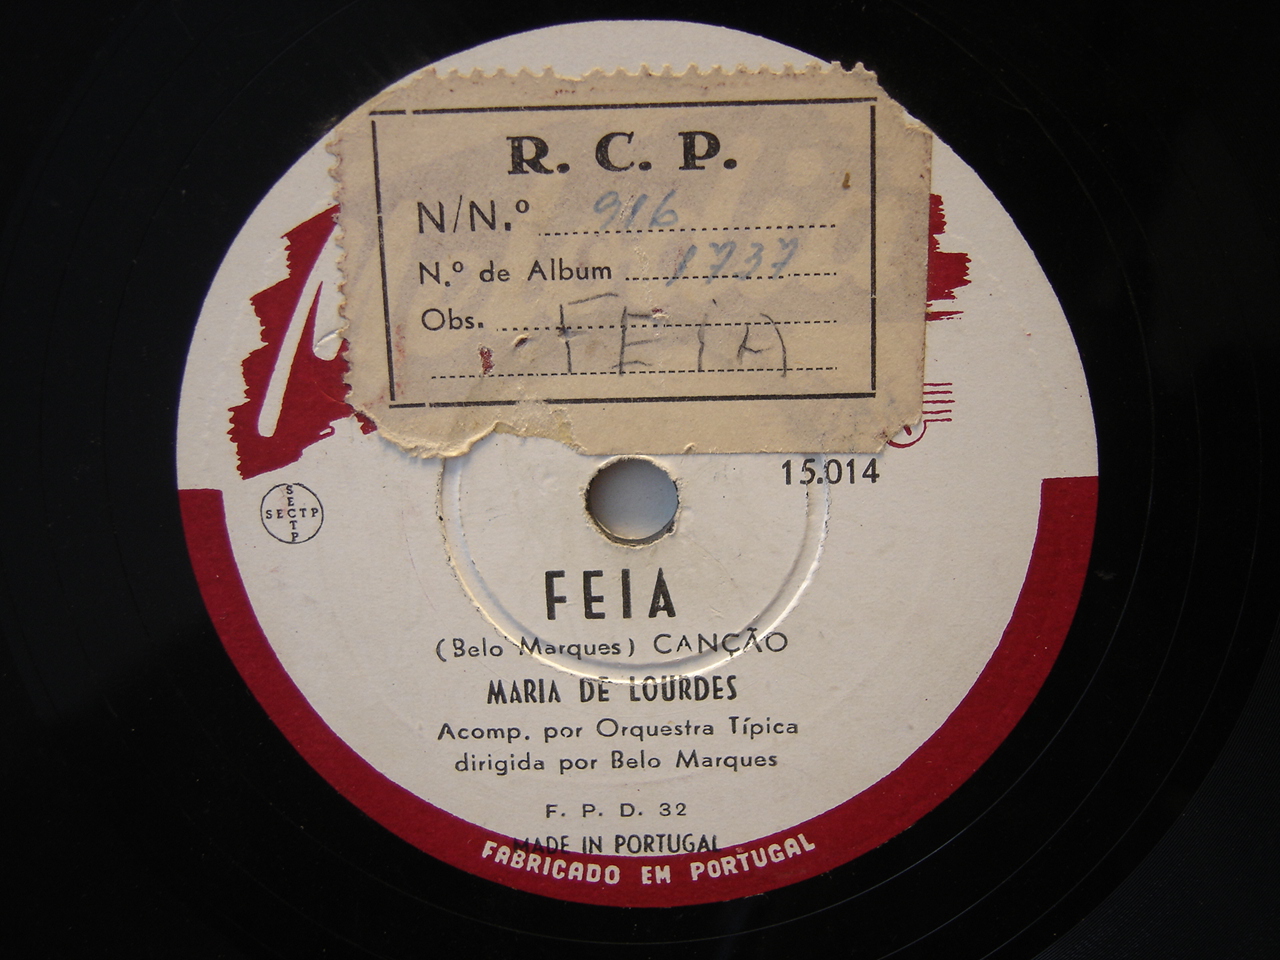 R. C. P.
N/N.º 916
N.º de Album 1737
Obs. FEIA
15.014
SECTP
SECTP
FEIA
(Belo Marques) CANÇÃO
MARIA DE LOURDES
Acomp. por Orquestra Típica
dirigida por Belo Marques
F. P. D. 32
MADE IN PORTUGAL
FABRICADO EM PORTUGAL